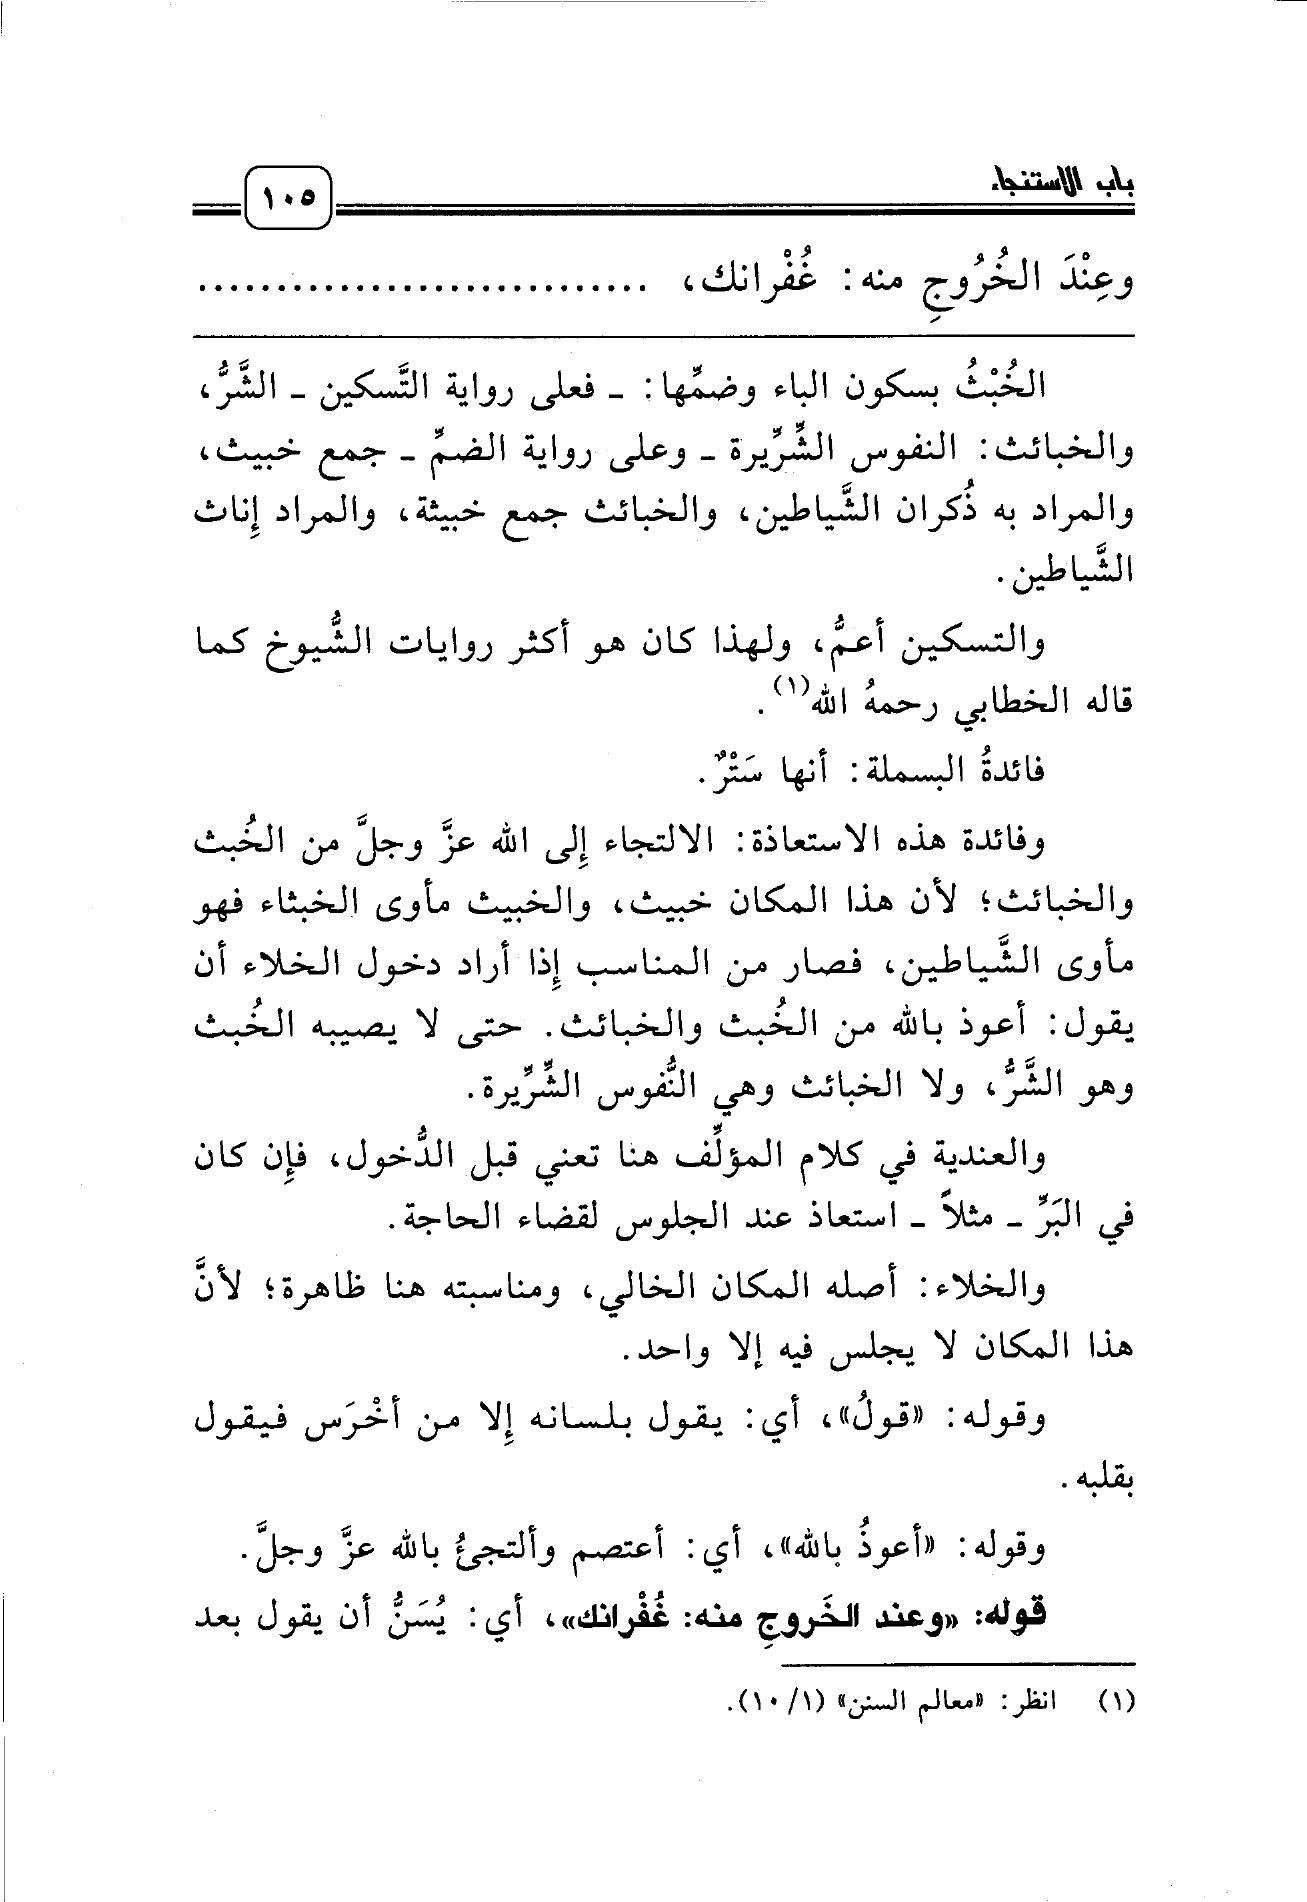 باب الاستنجاء
١٠٥
وعِنْدَ الخُرُوجِ منه: غُفْرانك، .............................
الخُبْثُ بسكون الباء وضمِّها: ـ فعلى رواية التَّسكين ـ الشَّرُّ،
والخبائث: النفوس الشِّرِّيرة ـ وعلى رواية الضمِّ ـ جمع خبيث،
والمراد به ذُكران الشَّياطين، والخبائث جمع خبيثة، والمراد إِناث
الشَّياطين.
والتسكين أعمُّ، ولهذا كان هو أكثر روايات الشُّيوخ كما
قاله الخطابي رحمهُ الله(١).
فائدةُ البسملة: أنها سَتْرٌ.
وفائدة هذه الاستعاذة: الالتجاء إِلى الله عزَّ وجلَّ من الخُبث
والخبائث؛ لأن هذا المكان خبيث، والخبيث مأوى الخبثاء فهو
مأوى الشَّياطين، فصار من المناسب إِذا أراد دخول الخلاء أن
يقول: أعوذ بالله من الخُبث والخبائث. حتى لا يصيبه الخُبث
وهو الشَّرُّ، ولا الخبائث وهي النُّفوس الشِّرِّيرة.
والعندية في كلام المؤلِّف هنا تعني قبل الدُّخول، فإِن كان
في البَرِّ ـ مثلاً ـ استعاذ عند الجلوس لقضاء الحاجة.
والخلاء: أصله المكان الخالي، ومناسبته هنا ظاهرة؛ لأنَّ
هذا المكان لا يجلس فيه إلا واحد.
وقوله: «قولُ»، أي: يقول بلسانه إِلا من أخْرَس فيقول
بقلبه.
وقوله: «أعوذُ بالله»، أي: أعتصم وألتجئُ بالله عزَّ وجلَّ.
قوله: «وعند الخَروجِ منه: غُفْرانك»، أي: يُسَنُّ أن يقول بعد
(١) انظر: «معالم السنن» (١٠/١).